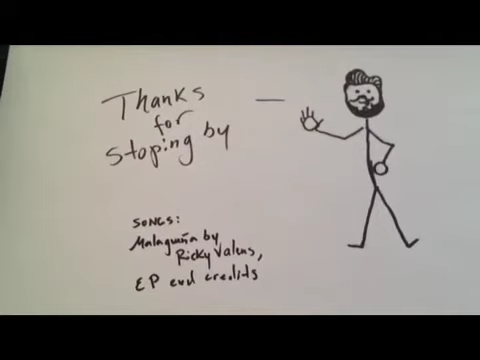 Thanks
for
Stoping by
SONGS:
Malagueña by
Ricky Valens,
EP end credits